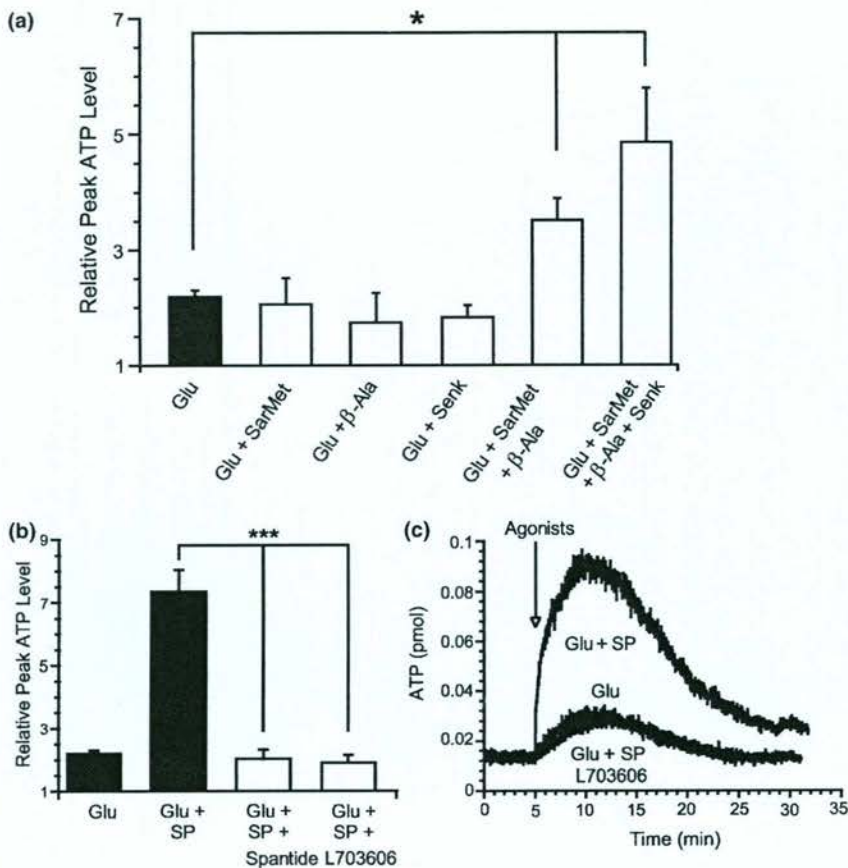 (a)
*
Relative Peak ATP Level
7
5
3
1
Glu
Glu + SarMet
Glu + β-Ala
Glu + Senk
Glu + SarMet
+ β-Ala
Glu + SarMet
+ β-Ala + Senk
(b)
***
Relative Peak ATP Level
9
7
5
3
1
Glu
Glu +
SP
Glu +
SP +
Spantide
Glu +
SP +
L703606
(c)
Agonists
ATP (pmol)
0.1
0.08
0.06
0.04
0.02
0
Glu + SP
Glu
Glu + SP
L703606
0
5
10
15
20
25
30
35
Time (min)